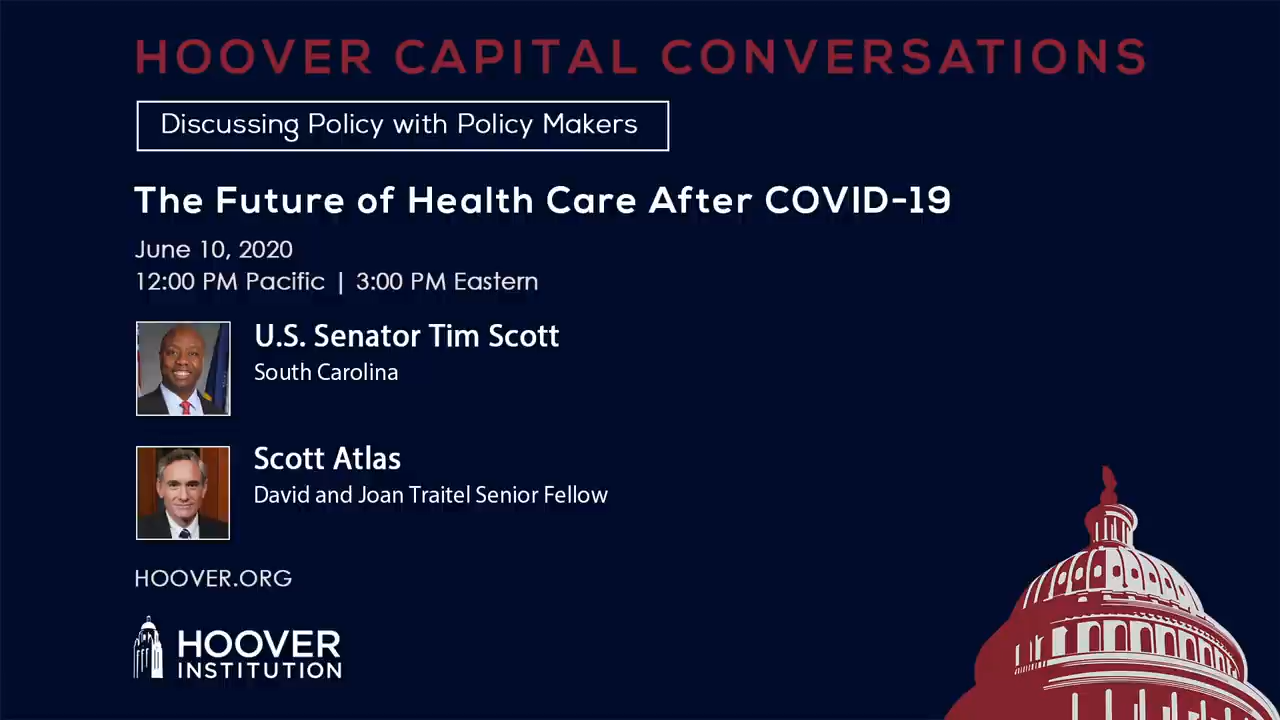 HOOVER CAPITAL CONVERSATIONS
Discussing Policy with Policy Makers
The Future of Health Care After COVID-19
June 10, 2020
12:00 PM Pacific | 3:00 PM Eastern
U.S. Senator Tim Scott
South Carolina
Scott Atlas
David and Joan Traitel Senior Fellow
HOOVER.ORG
HOOVER
INSTITUTION